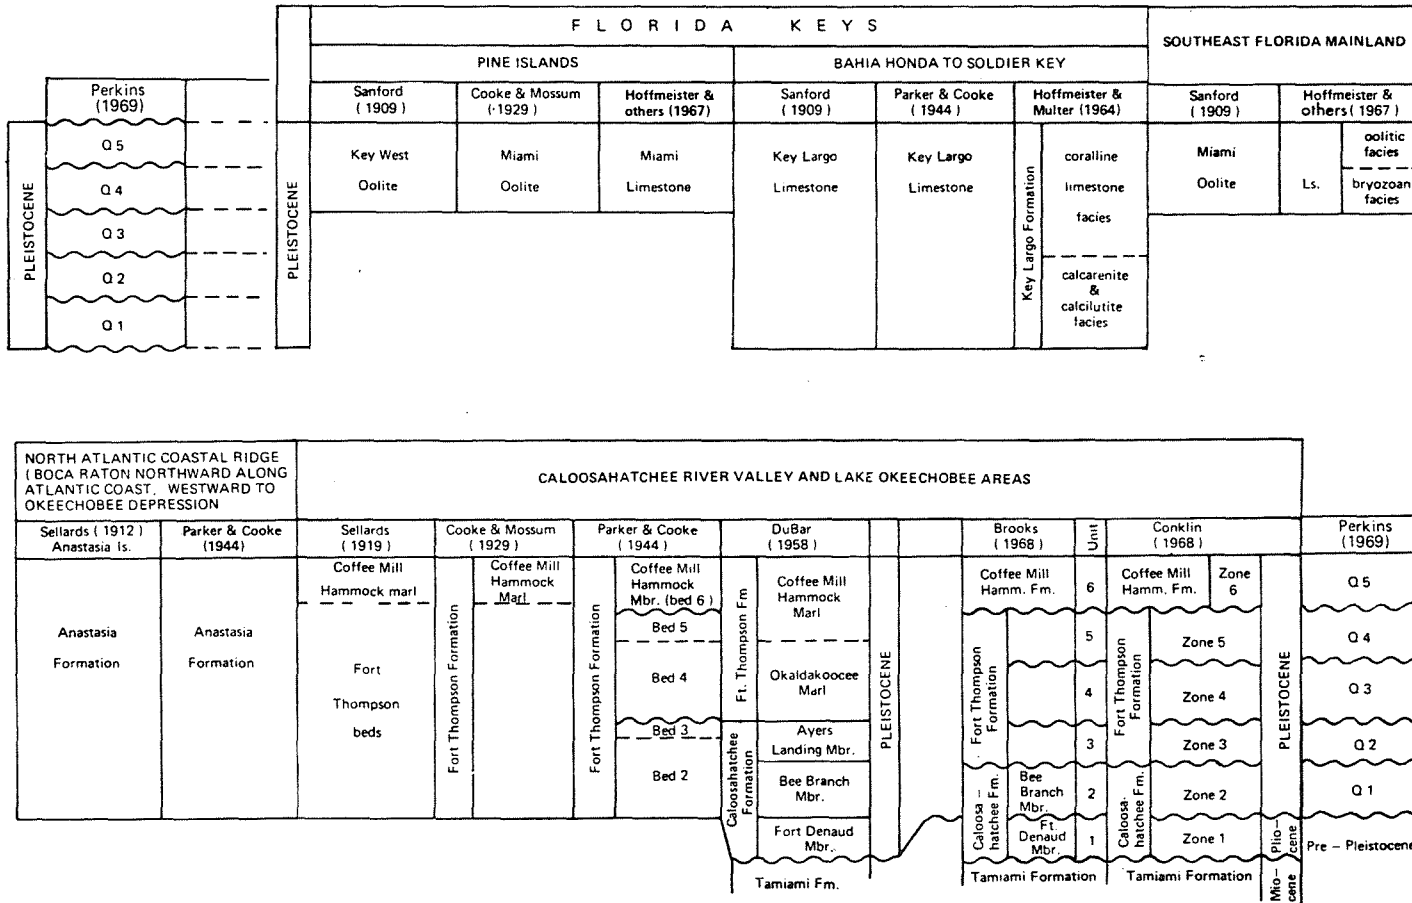 FLORIDA KEYS
SOUTHEAST FLORIDA MAINLAND
PINE ISLANDS
BAHIA HONDA TO SOLDIER KEY
Perkins
(1969)
Sanford
(1909)
Cooke & Mossum
(1929)
Hoffmeister &
others (1967)
Sanford
(1909)
Parker & Cooke
(1944)
Hoffmeister &
Multer (1964)
Sanford
(1909)
Hoffmeister &
others (1967)
PLEISTOCENE
Q 5
Q 4
Q 3
Q 2
Q 1
PLEISTOCENE
Key West
Oolite
Miami
Oolite
Miami
Limestone
Key Largo
Limestone
Key Largo
Limestone
Key Largo Formation
coralline
limestone
facies
calcarenite
&
calcilutite
facies
Miami
Oolite
Ls.
oolitic
facies
bryozoan
facies
NORTH ATLANTIC COASTAL RIDGE
(BOCA RATON NORTHWARD ALONG
ATLANTIC COAST, WESTWARD TO
OKEECHOBEE DEPRESSION
CALOOSAHATCHEE RIVER VALLEY AND LAKE OKEECHOBEE AREAS
Sellards (1912)
Anastasia Is.
Parker & Cooke
(1944)
Sellards
(1919)
Cooke & Mossum
(1929)
Parker & Cooke
(1944)
DuBar
(1958)
Brooks
(1968)
Unit
Conklin
(1968)
Perkins
(1969)
Anastasia
Formation
Anastasia
Formation
Coffee Mill
Hammock marl
Fort
Thompson
beds
Fort Thompson Formation
Coffee Mill
Hammock
Marl
Fort Thompson Formation
Coffee Mill
Hammock
Mbr. (bed 6)
Bed 5
Bed 4
Bed 3
Bed 2
Ft. Thompson Fm
Caloosahatchee
Formation
Coffee Mill
Hammock
Marl
Okaldakoocee
Marl
Ayers
Landing Mbr.
Bee Branch
Mbr.
Fort Denaud
Mbr.
Tamiami Fm.
PLEISTOCENE
Coffee Mill
Hamm. Fm.
Fort Thompson
Formation
Caloosa-
hatchee Fm.
Bee
Branch
Mbr.
Ft.
Denaud
Mbr.
Tamiami Formation
6
5
4
3
2
1
Coffee Mill
Hamm. Fm.
Zone
6
Fort Thompson
Formation
Caloosa-
hatchee Fm.
Zone 5
Zone 4
Zone 3
Zone 2
Zone 1
Tamiami Formation
PLEISTOCENE
Plio-
cene
Mio-
cene
Q 5
Q 4
Q 3
Q 2
Q 1
Pre - Pleistocene